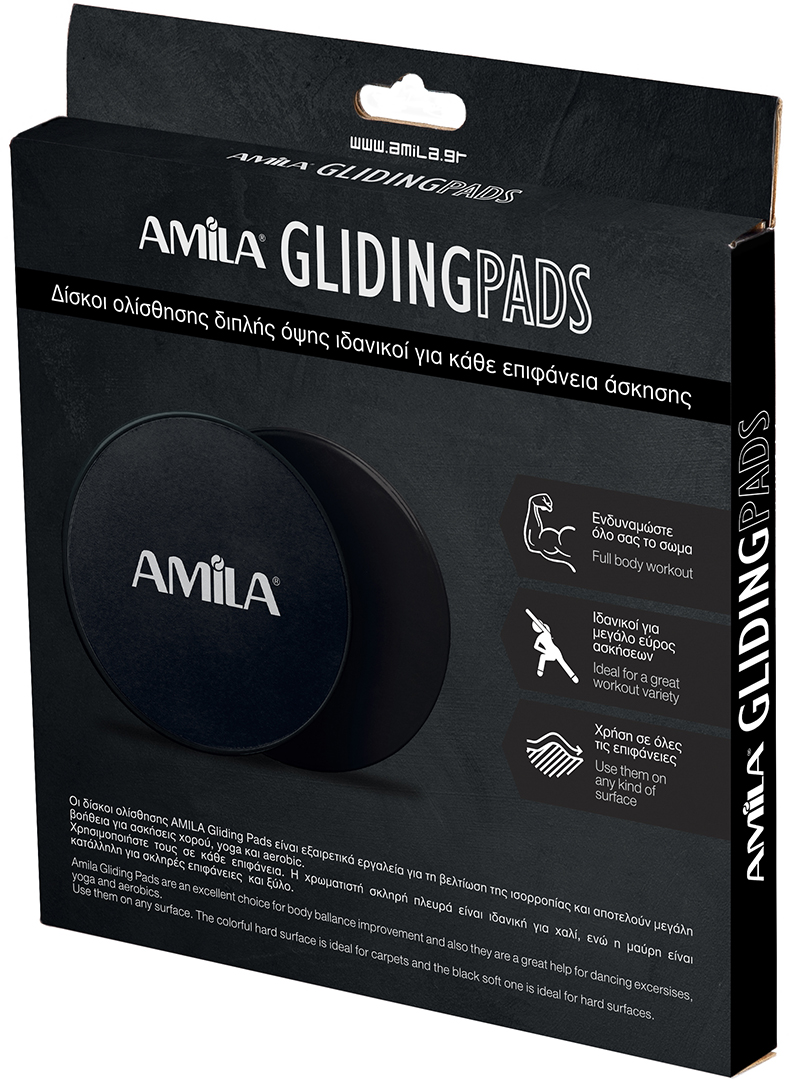 www.amila.gr
AMILA GLIDINGPADS
AMILA® GLIDINGPADS
Δίσκοι ολίσθησης διπλής όψης ιδανικοί για κάθε επιφάνεια άσκησης
AMILA®
Ενδυναμώστε
όλο σας το σωμα
Full body workout
Ιδανικοί για
μεγάλο εύρος
ασκήσεων
Ideal for a great
workout variety
Χρήση σε όλες
τις επιφάνειες
Use them on
any kind of
surface
Οι δίσκοι ολίσθησης AMILA Gliding Pads είναι εξαιρετικά εργαλεία για τη βελτίωση της ισορροπίας και αποτελούν μεγάλη
βοήθεια για ασκήσεις χορού, yoga και aerobic.
Χρησιμοποιήστε τους σε κάθε επιφάνεια. Η χρωματιστή σκληρή πλευρά είναι ιδανική για χαλί, ενώ η μαύρη είναι
κατάλληλη για σκληρές επιφάνειες και ξύλο.
Amila Gliding Pads are an excellent choice for body ballance improvement and also they are a great help for dancing excersises,
yoga and aerobics.
Use them on any surface. The colorful hard surface is ideal for carpets and the black soft one is ideal for hard surfaces.
AMILA® GLIDINGPADS